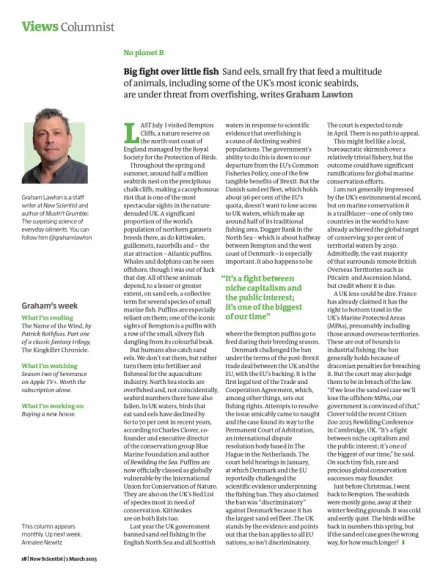 Views Columnist
No planet B
Big fight over little fish Sand eels, small fry that feed a multitude
of animals, including some of the UK's most iconic seabirds,
are under threat from overfishing, writes Graham Lawton
Graham Lawton is a staff
writer at New Scientist and
author of Mustn't Grumble:
The surprising science of
everyday ailments. You can
follow him @grahamlawton
Graham's week
What I'm reading
The Name of the Wind, by
Patrick Rothfuss. Part one
of a classic fantasy trilogy,
The Kingkiller Chronicle.
What I'm watching
Season two of Severance
on Apple TV+. Worth the
subscription alone.
What I'm working on
Buying a new house.
This column appears
monthly. Up next week:
Annalee Newitz
LAST July I visited Bempton
Cliffs, a nature reserve on
the north-east coast of
England managed by the Royal
Society for the Protection of Birds.
Throughout the spring and
summer, around half a million
seabirds nest on the precipitous
chalk cliffs, making a cacophonous
riot that is one of the most
spectacular sights in the nature-
denuded UK. A significant
proportion of the world's
population of northern gannets
breeds there, as do kittiwakes,
guillemots, razorbills and – the
star attraction – Atlantic puffins.
Whales and dolphins can be seen
offshore, though I was out of luck
that day. All of these animals
depend, to a lesser or greater
extent, on sand eels, a collective
term for several species of small
marine fish. Puffins are especially
reliant on them; one of the iconic
sights of Bempton is a puffin with
a row of the small, silvery fish
dangling from its colourful beak.
But humans also catch sand
eels. We don't eat them, but rather
turn them into fertiliser and
fishmeal for the aquaculture
industry. North Sea stocks are
overfished and, not coincidentally,
seabird numbers there have also
fallen. In UK waters, birds that
eat sand eels have declined by
60 to 70 per cent in recent years,
according to Charles Clover, co-
founder and executive director
of the conservation group Blue
Marine Foundation and author
of Rewilding the Sea. Puffins are
now officially classed as globally
vulnerable by the International
Union for Conservation of Nature.
They are also on the UK's Red List
of species most in need of
conservation. Kittiwakes
are on both lists too.
Last year the UK government
banned sand eel fishing in the
English North Sea and all Scottish
waters in response to scientific
evidence that overfishing is
a cause of declining seabird
populations. The government's
ability to do this is down to our
departure from the EU's Common
Fisheries Policy, one of the few
tangible benefits of Brexit. But the
Danish sand eel fleet, which holds
about 96 per cent of the EU's
quota, doesn't want to lose access
to UK waters, which make up
around half of its traditional
fishing area. Dogger Bank in the
North Sea – which is about halfway
between Bempton and the west
coast of Denmark – is especially
important. It also happens to be
"It's a fight between
niche capitalism and
the public interest;
it's one of the biggest
of our time"
where the Bempton puffins go to
feed during their breeding season.
Denmark challenged the ban
under the terms of the post-Brexit
trade deal between the UK and the
EU, with the EU's backing. It is the
first legal test of the Trade and
Cooperation Agreement, which,
among other things, sets out
fishing rights. Attempts to resolve
the issue amicably came to naught
and the case found its way to the
Permanent Court of Arbitration,
an international dispute
resolution body based in The
Hague in the Netherlands. The
court held hearings in January,
at which Denmark and the EU
reportedly challenged the
scientific evidence underpinning
the fishing ban. They also claimed
the ban was "discriminatory"
against Denmark because it has
the largest sand eel fleet. The UK
stands by the evidence and points
out that the ban applies to all EU
nations, so isn't discriminatory.
The court is expected to rule
in April. There is no path to appeal.
This might feel like a local,
bureaucratic skirmish over a
relatively trivial fishery, but the
outcome could have significant
ramifications for global marine
conservation efforts.
I am not generally impressed
by the UK's environmental record,
but on marine conservation it
is a trailblazer – one of only two
countries in the world to have
already achieved the global target
of conserving 30 per cent of
territorial waters by 2030.
Admittedly, the vast majority
of that surrounds remote British
Overseas Territories such as
Pitcairn and Ascension Island,
but credit where it is due.
A UK loss could be dire. France
has already claimed it has the
right to bottom trawl in the
UK's Marine Protected Areas
(MPAs), presumably including
those around overseas territories.
These are out of bounds to
industrial fishing; the ban
generally holds because of
draconian penalties for breaching
it. But the court may also judge
them to be in breach of the law.
"If we lose the sand eel case we'll
lose the offshore MPAs, our
government is convinced of that,"
Clover told the recent Citizen
Zoo 2025 Rewilding Conference
in Cambridge, UK. "It's a fight
between niche capitalism and
the public interest; it's one of
the biggest of our time," he said.
On such tiny fish, rare and
precious global conservation
successes may flounder.
Just before Christmas, I went
back to Bempton. The seabirds
were mostly gone, away at their
winter feeding grounds. It was cold
and eerily quiet. The birds will be
back in numbers this spring, but
if the sand eel case goes the wrong
way, for how much longer?
18 | New Scientist | 1 March 2025